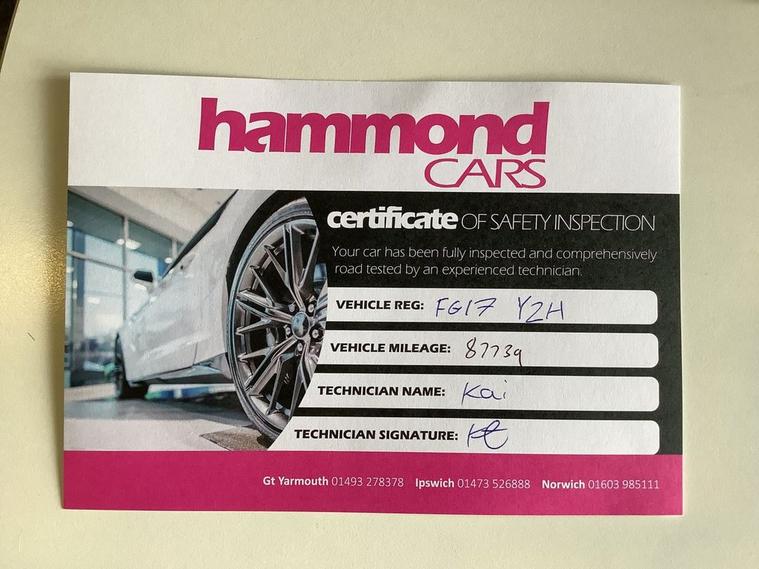 hammond
CARS
certificate OF SAFETY INSPECTION
Your car has been fully inspected and comprehensively
road tested by an experienced technician.
VEHICLE REG: FG17 YZH
VEHICLE MILEAGE: 87739
TECHNICIAN NAME: Kai
TECHNICIAN SIGNATURE:
Gt Yarmouth 01493 278378 Ipswich 01473 526888 Norwich 01603 985111